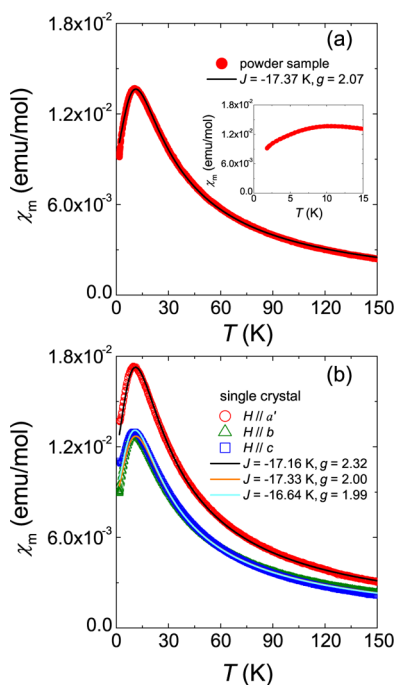 (a)
powder sample
J = -17.37 K, g = 2.07
1.8x10⁻²
1.2x10⁻²
6.0x10⁻³
0.0
χₘ (emu/mol)
0 30 60 90 120 150
T (K)
1.8x10⁻²
1.2x10⁻²
6.0x10⁻³
0.0
χₘ (emu/mol)
0 5 10 15
T (K)
(b)
single crystal
H // a'
H // b
H // c
J = -17.16 K, g = 2.32
J = -17.33 K, g = 2.00
J = -16.64 K, g = 1.99
1.8x10⁻²
1.2x10⁻²
6.0x10⁻³
0.0
χₘ (emu/mol)
0 30 60 90 120 150
T (K)